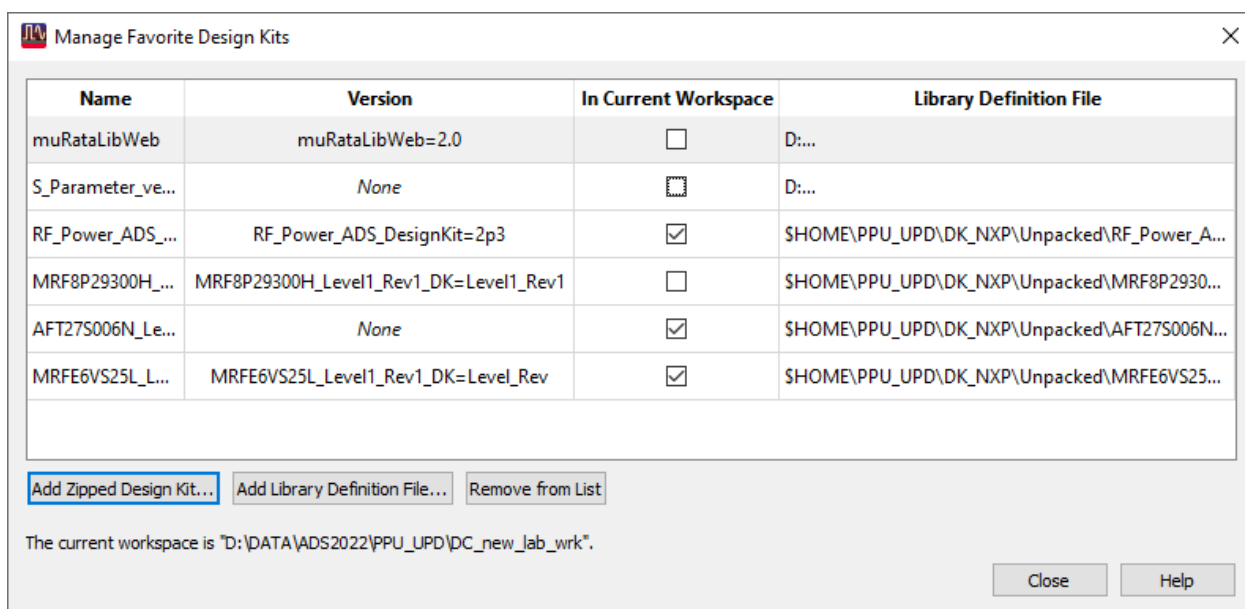 Manage Favorite Design Kits
Name Version In Current Workspace Library Definition File
muRataLibWeb muRataLibWeb=2.0 D:...
S_Parameter_ve... None D:...
RF_Power_ADS_... RF_Power_ADS_DesignKit=2p3 $HOME\PPU_UPD\DK_NXP\Unpacked\RF_Power_A...
MRF8P29300H_... MRF8P29300H_Level1_Rev1_DK=Level1_Rev1 $HOME\PPU_UPD\DK_NXP\Unpacked\MRF8P2930...
AFT27S006N_Le... None $HOME\PPU_UPD\DK_NXP\Unpacked\AFT27S006N...
MRFE6VS25L_L... MRFE6VS25L_Level1_Rev1_DK=Level_Rev $HOME\PPU_UPD\DK_NXP\Unpacked\MRFE6VS25...
Add Zipped Design Kit... Add Library Definition File... Remove from List
The current workspace is "D:\DATA\ADS2022\PPU_UPD\DC_new_lab_wrk".
Close Help